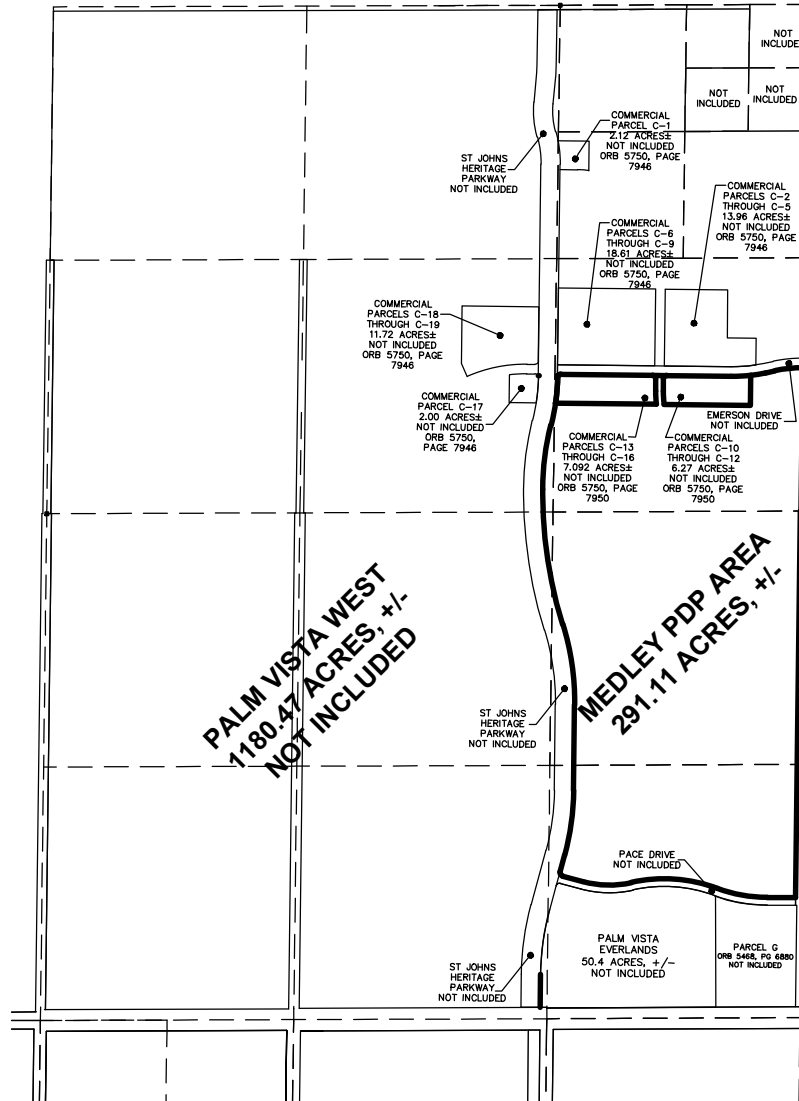 NOT
INCLUDE
NOT
INCLUDED
NOT
INCLUDED
COMMERCIAL
PARCEL C-1
2.12 ACRES±
NOT INCLUDED
ORB 5750, PAGE
7946
ST JOHNS
HERITAGE
PARKWAY
NOT INCLUDED
COMMERCIAL
PARCELS C-2
THROUGH C-5
13.96 ACRES±
NOT INCLUDED
ORB 5750, PAGE
7946
COMMERCIAL
PARCELS C-6
THROUGH C-9
18.61 ACRES±
NOT INCLUDED
ORB 5750, PAGE
7946
COMMERCIAL
PARCELS C-18
THROUGH C-19
11.72 ACRES±
NOT INCLUDED
ORB 5750, PAGE
7946
COMMERCIAL
PARCEL C-17
2.00 ACRES±
NOT INCLUDED
ORB 5750,
PAGE 7946
EMERSON DRIVE
NOT INCLUDED
COMMERCIAL
PARCELS C-13
THROUGH C-16
7.092 ACRES±
NOT INCLUDED
ORB 5750, PAGE
7950
COMMERCIAL
PARCELS C-10
THROUGH C-12
6.27 ACRES±
NOT INCLUDED
ORB 5750, PAGE
7950
PALM VISTA WEST
1180.47 ACRES, +/-
NOT INCLUDED
MEDLEY PDP AREA
291.11 ACRES, +/-
ST JOHNS
HERITAGE
PARKWAY
NOT INCLUDED
PACE DRIVE
NOT INCLUDED
PALM VISTA
EVERLANDS
50.4 ACRES, +/-
NOT INCLUDED
PARCEL G
ORB 5468, PG 6880
NOT INCLUDED
ST JOHNS
HERITAGE
PARKWAY
NOT INCLUDED